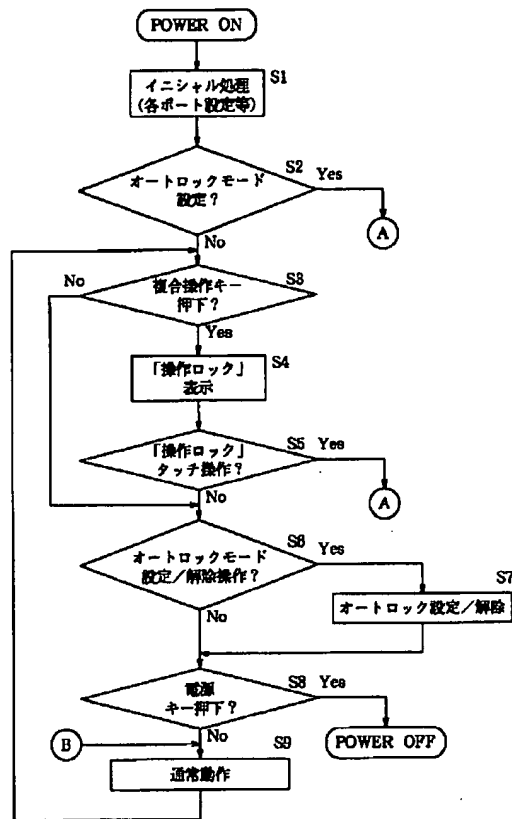 POWER ON
S1
イニシャル処理
(各ポート設定等)
S2
Yes
オートロックモード
設定？
A
No
No
S3
複合操作キー
押下？
Yes
S4
「操作ロック」
表示
S5 Yes
「操作ロック」
タッチ操作？
A
No
S6
Yes
オートロックモード
設定／解除操作？
S7
オートロック設定／解除
No
S8 Yes
電源
キー押下？
POWER OFF
B
No
S9
通常動作